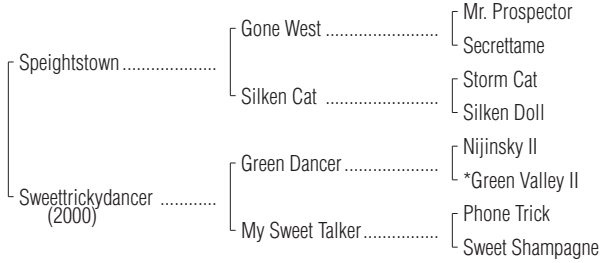 Mr. Prospector
Gone West ........................
Secrettame
Speightstown ....................
Storm Cat
Silken Cat ........................
Silken Doll
Nijinsky II
Green Dancer ....................
*Green Valley II
Sweettrickydancer ............
(2000)
Phone Trick
My Sweet Talker ................
Sweet Shampagne